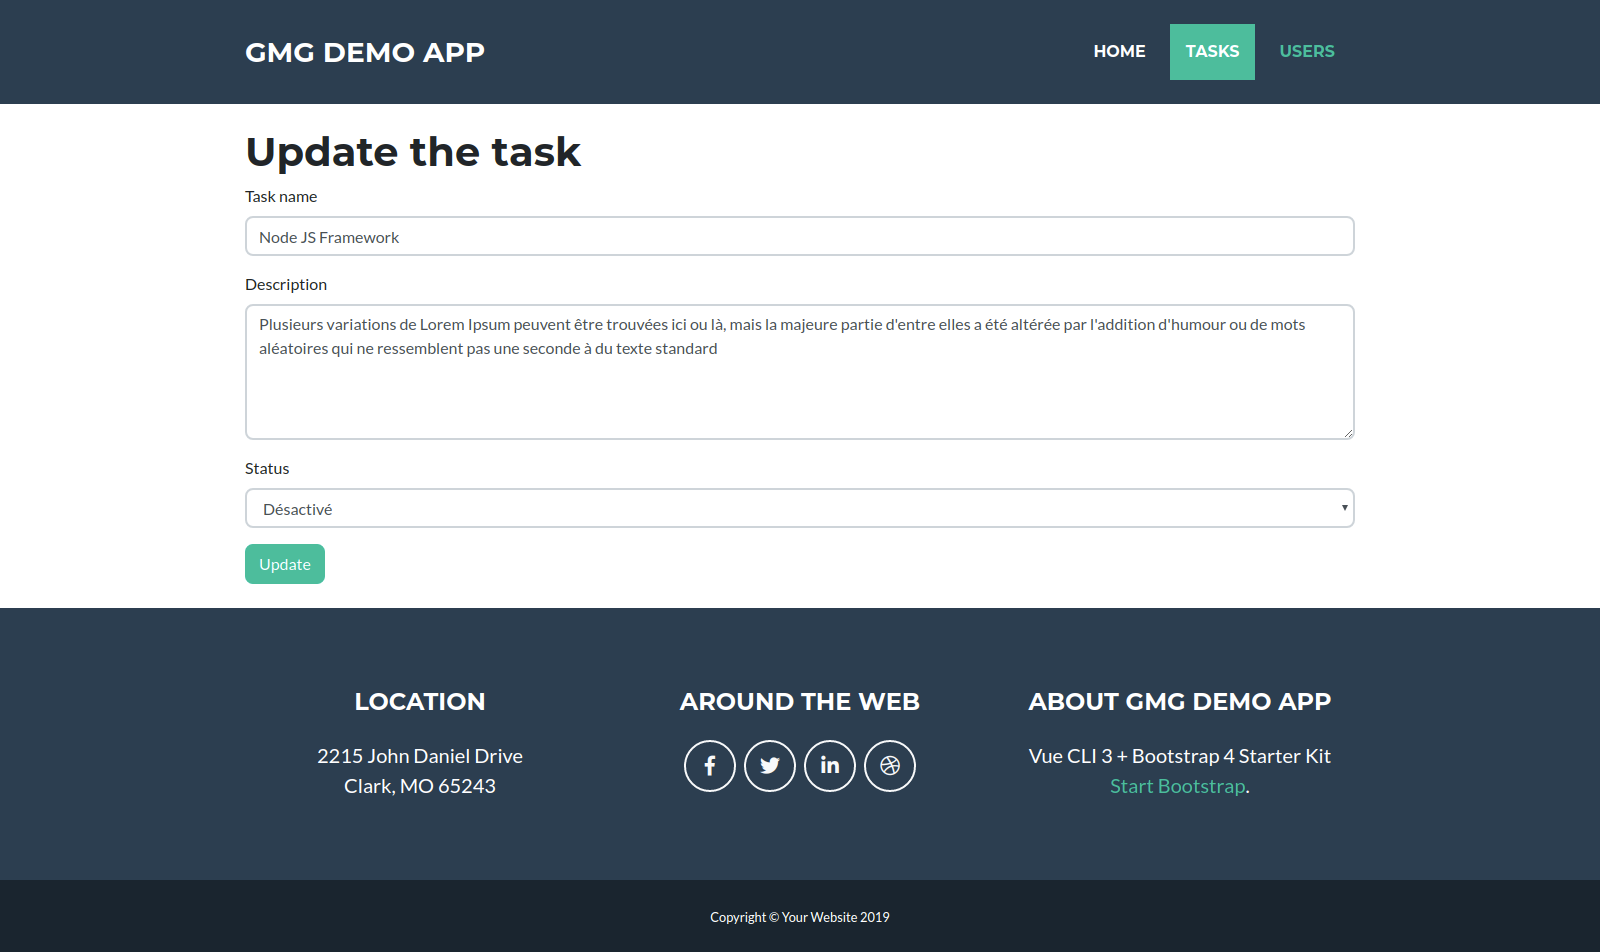 GMG DEMO APP
HOME
TASKS
USERS
Update the task
Task name
Node JS Framework
Description
Plusieurs variations de Lorem Ipsum peuvent être trouvées ici ou là, mais la majeure partie d'entre elles a été altérée par l'addition d'humour ou de mots
aléatoires qui ne ressemblent pas une seconde à du texte standard
Status
Désactivé
Update
LOCATION
2215 John Daniel Drive
Clark, MO 65243
AROUND THE WEB
ABOUT GMG DEMO APP
Vue CLI 3 + Bootstrap 4 Starter Kit
Start Bootstrap.
Copyright © Your Website 2019